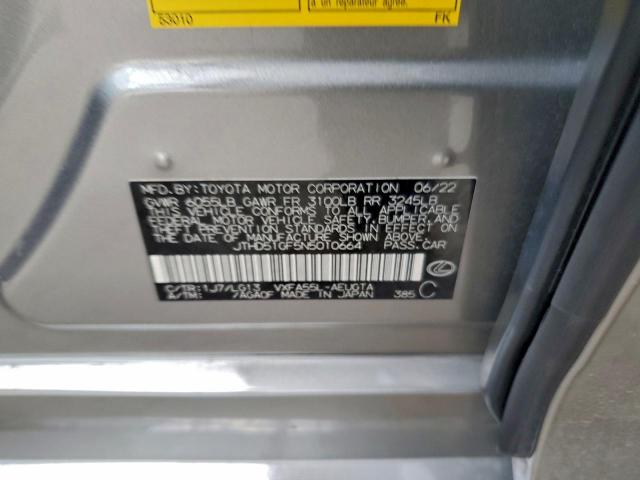 à un réparateur agréé.
53010 FK
MFD. BY: TOYOTA MOTOR CORPORATION 06/22
GVWR 6055LB GAWR FR 3100LB RR 3245LB
THIS VEHICLE CONFORMS TO ALL APPLICABLE
FEDERAL MOTOR VEHICLE SAFETY, BUMPER, AND
THEFT PREVENTION STANDARDS IN EFFECT ON
THE DATE OF MANUFACTURE SHOWN ABOVE.
PASS. CAR
C/TR: 1J7/LG13 VXFA55L-AEUGTA
A/TM: /AGAOF MADE IN JAPAN 385 C